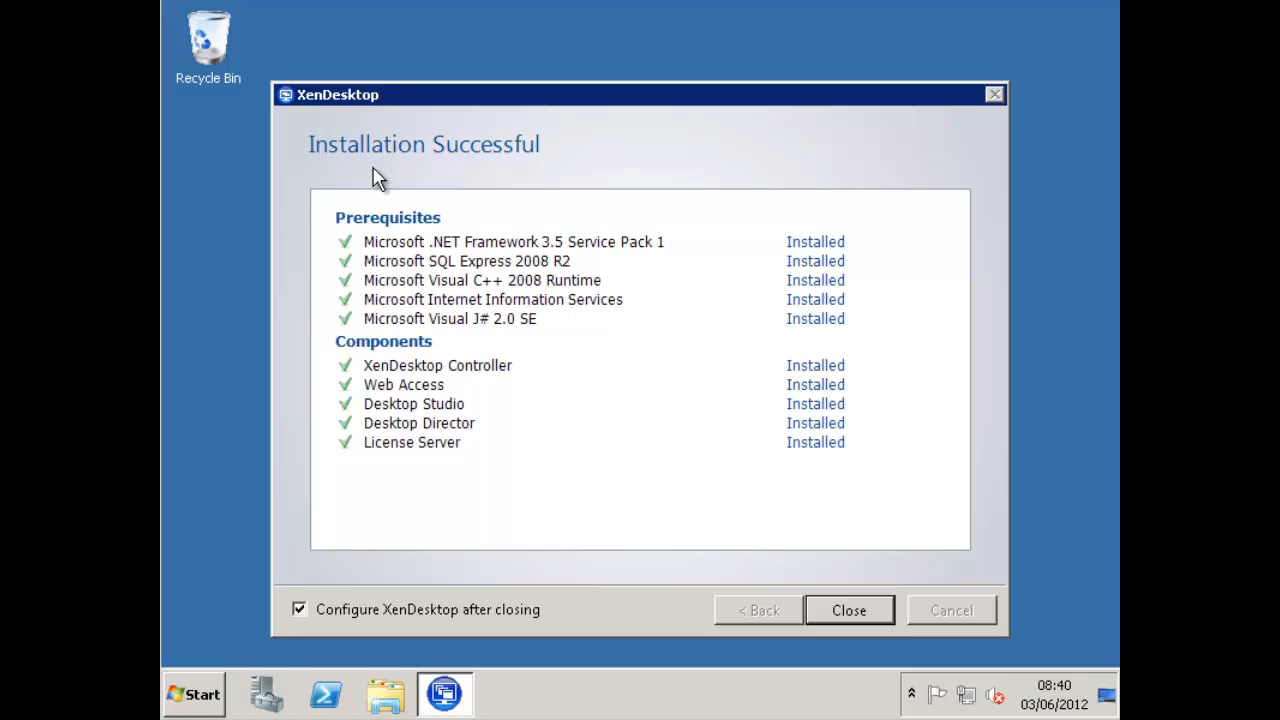 Recycle Bin
XenDesktop
Installation Successful
Prerequisites
Microsoft .NET Framework 3.5 Service Pack 1 Installed
Microsoft SQL Express 2008 R2 Installed
Microsoft Visual C++ 2008 Runtime Installed
Microsoft Internet Information Services Installed
Microsoft Visual J# 2.0 SE Installed
Components
XenDesktop Controller Installed
Web Access Installed
Desktop Studio Installed
Desktop Director Installed
License Server Installed
Configure XenDesktop after closing
< Back Close Cancel
Start
08:40
03/06/2012